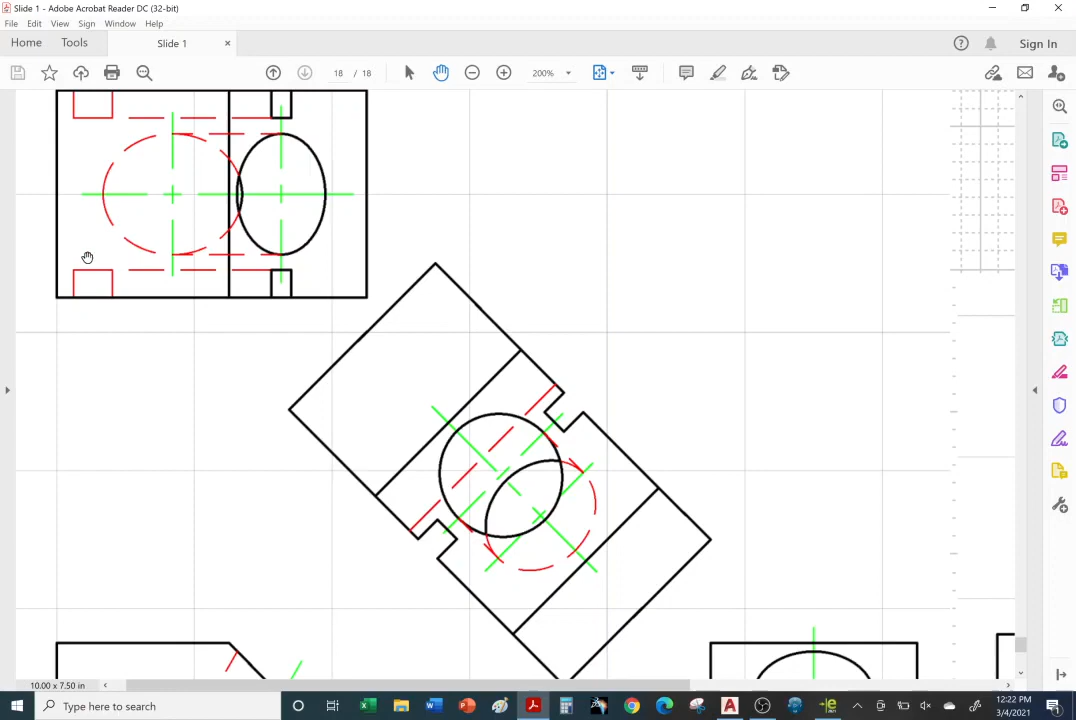 Slide 1 - Adobe Acrobat Reader DC (32-bit)
File Edit View Sign Window Help
Home Tools Slide 1 × Sign In
18 / 18 200%
10.00 x 7.50 in
Type here to search
12:22 PM
3/4/2021